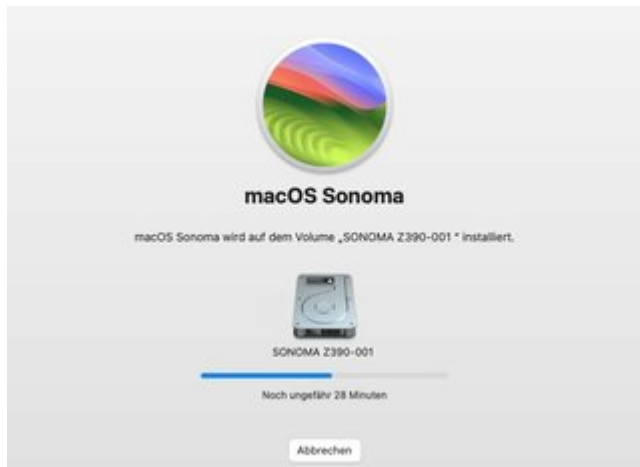 macOS Sonoma
macOS Sonoma wird auf dem Volume „SONOMA Z390-001 “ installiert.
SONOMA Z390-001
Noch ungefähr 28 Minuten
Abbrechen